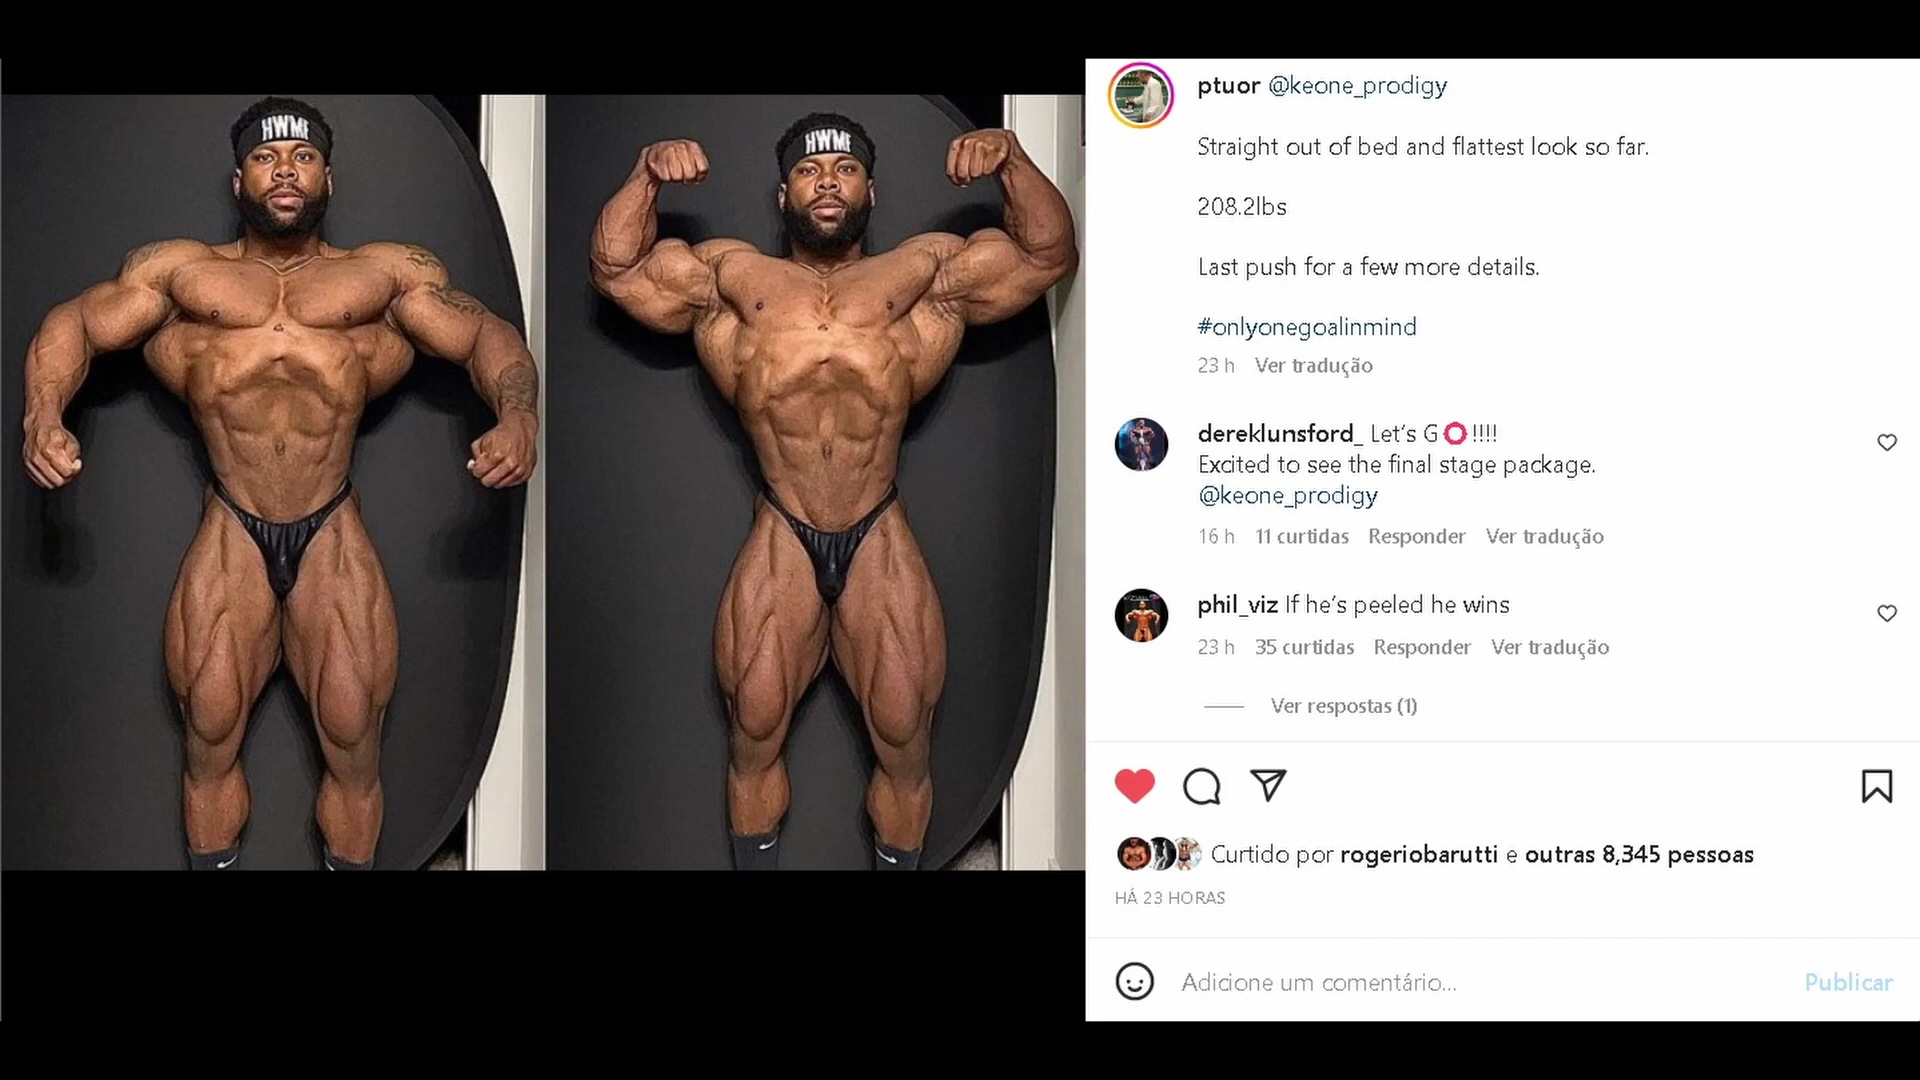 HWMF
HWMF
ptuor @keone_prodigy
Straight out of bed and flattest look so far.
208.2lbs
Last push for a few more details.
#onlyonegoalinmind
23 h Ver tradução
dereklunsford_ Let's G⭕!!!!
Excited to see the final stage package.
@keone_prodigy
16 h 11 curtidas Responder Ver tradução
phil_viz If he's peeled he wins
23 h 35 curtidas Responder Ver tradução
Ver respostas (1)
Curtido por rogeriobarutti e outras 8,345 pessoas
HÁ 23 HORAS
Adicione um comentário... Publicar